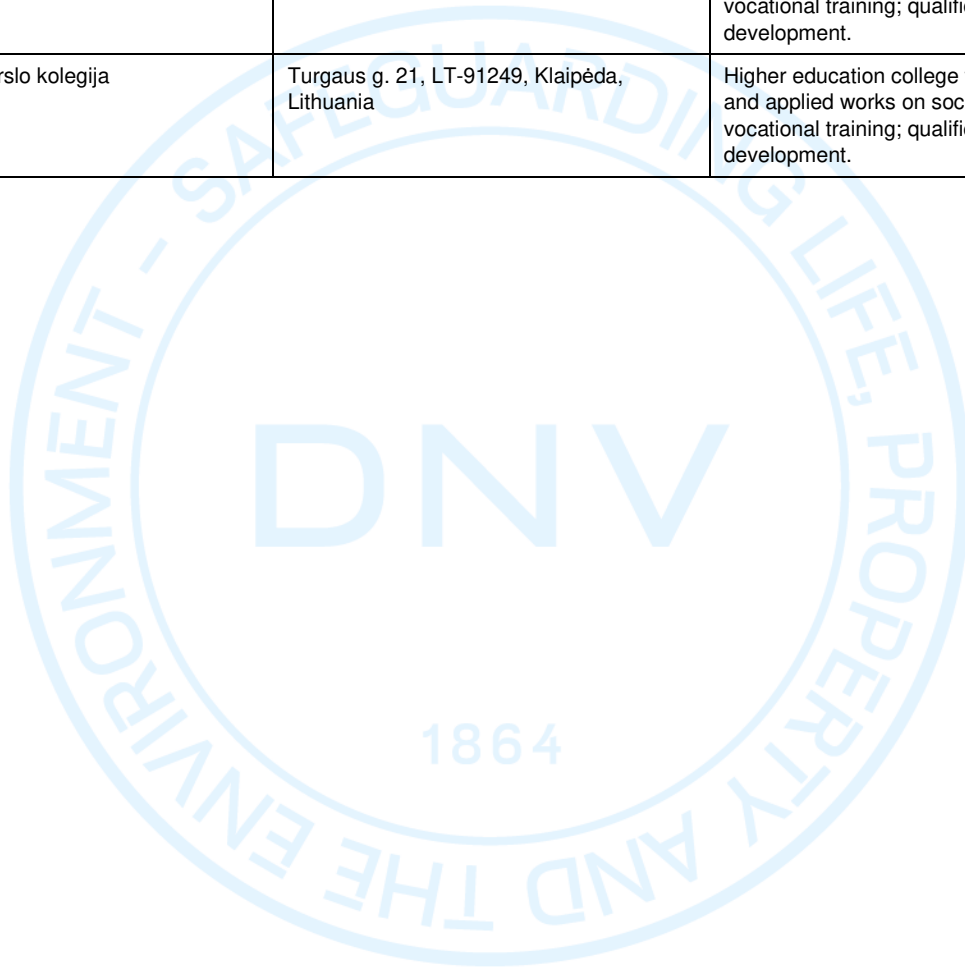 vocational training; qualifi
development.
rslo kolegija
Turgaus g. 21, LT-91249, Klaipėda,
Lithuania
Higher education college
and applied works on soc
vocational training; qualifi
development.
SAFEGUARDING LIFE, PROPERTY AND THE ENVIRONMENT -
DNV
1864